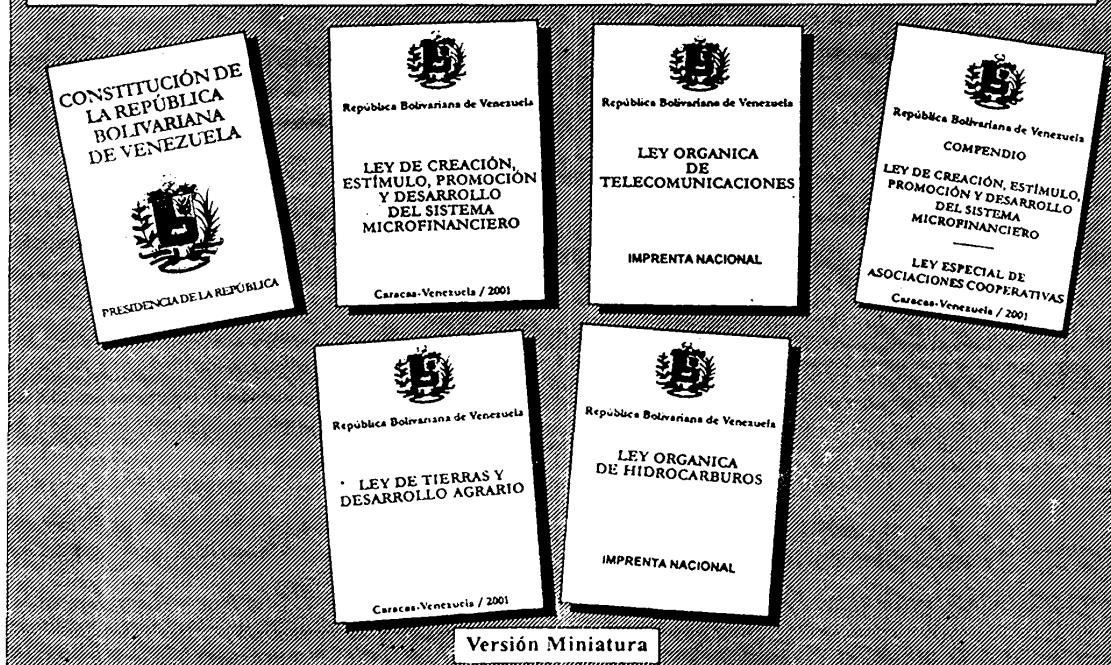 CONSTITUCIÓN DE
LA REPÚBLICA
BOLIVARIANA
DE VENEZUELA
PRESIDENCIA DE LA REPÚBLICA
República Bolivariana de Venezuela
LEY DE CREACIÓN,
ESTÍMULO, PROMOCIÓN
Y DESARROLLO
DEL SISTEMA
MICROFINANCIERO
Caracas-Venezuela / 2001
República Bolivariana de Venezuela
LEY ORGANICA
DE
TELECOMUNICACIONES
IMPRENTA NACIONAL
República Bolivariana de Venezuela
COMPENDIO
LEY DE CREACIÓN, ESTÍMULO,
PROMOCIÓN Y DESARROLLO
DEL SISTEMA
MICROFINANCIERO
LEY ESPECIAL DE
ASOCIACIONES COOPERATIVAS
Caracas-Venezuela / 2001
República Bolivariana de Venezuela
LEY DE TIERRAS Y
DESARROLLO AGRARIO
Caracas-Venezuela / 2001
República Bolivariana de Venezuela
LEY ORGANICA
DE HIDROCARBUROS
IMPRENTA NACIONAL
Versión Miniatura